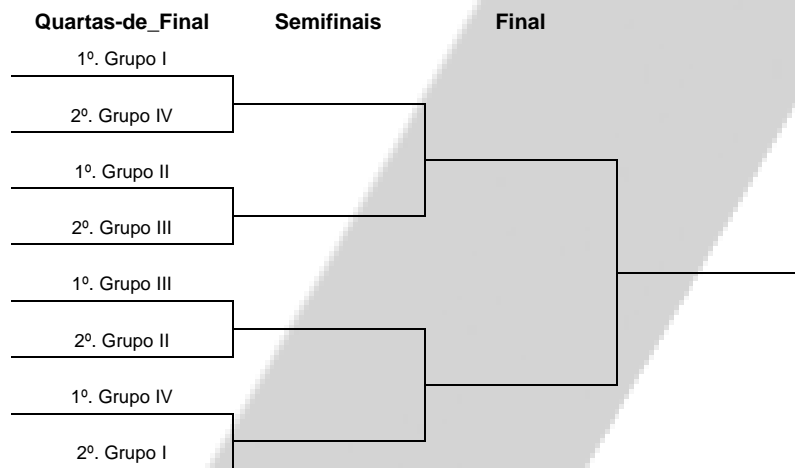 Quartas-de_Final Semifinais Final
1º. Grupo I
2º. Grupo IV
1º. Grupo II
2º. Grupo III
1º. Grupo III
2º. Grupo II
1º. Grupo IV
2º. Grupo I